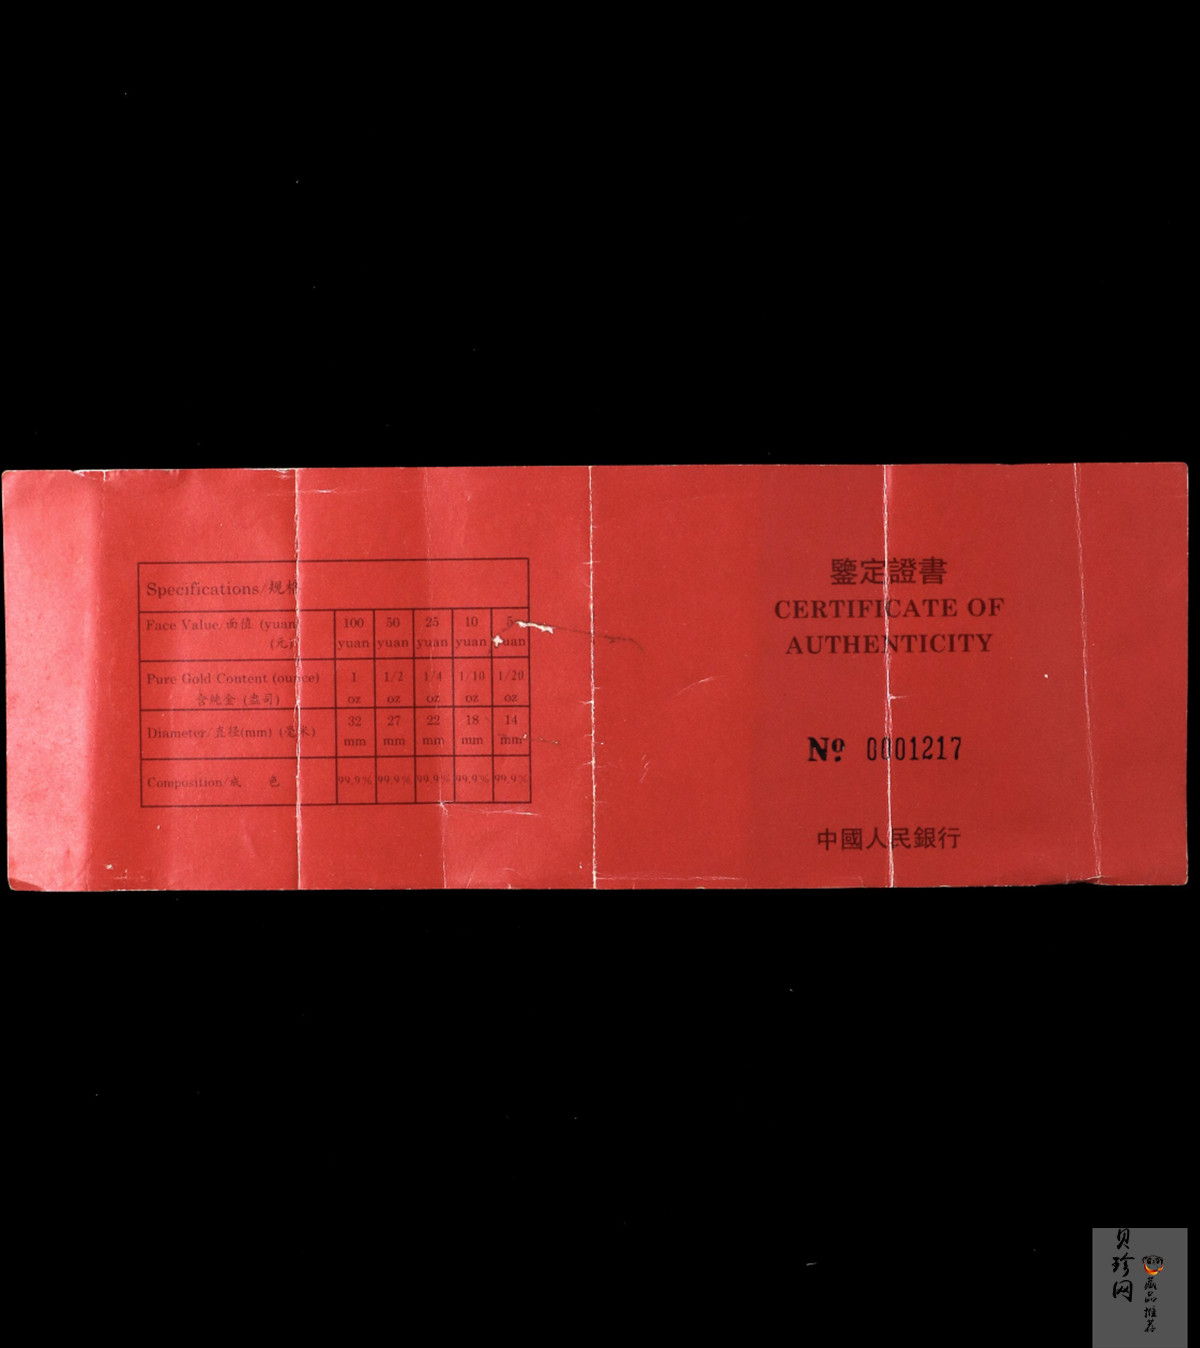 Specifications/规格
Face Value/面值 (yuan)
(元)
100 yuan
50 yuan
25 yuan
10 yuan
5 yuan
Pure Gold Content (ounce)
含纯金 (盎司)
1 oz
1/2 oz
1/4 oz
1/10 oz
1/20 oz
Diameter/直径(mm) (毫米)
32 mm
27 mm
22 mm
18 mm
14 mm
Composition/成 色
99.9%
99.9%
99.9%
99.9%
99.9%
鑒定證書
CERTIFICATE OF
AUTHENTICITY
Nº 0001217
中國人民銀行
贝珍网
藏品推荐